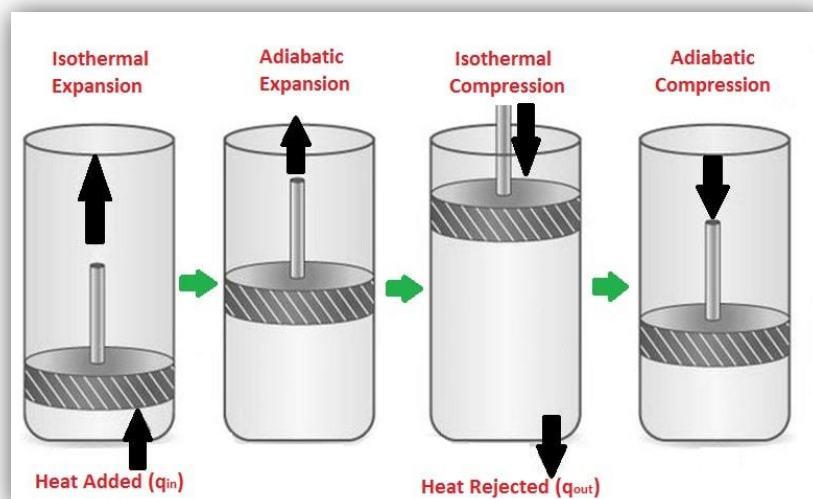 Isothermal
Expansion
Adiabatic
Expansion
Isothermal
Compression
Adiabatic
Compression
Heat Added (qin)
Heat Rejected (qout)